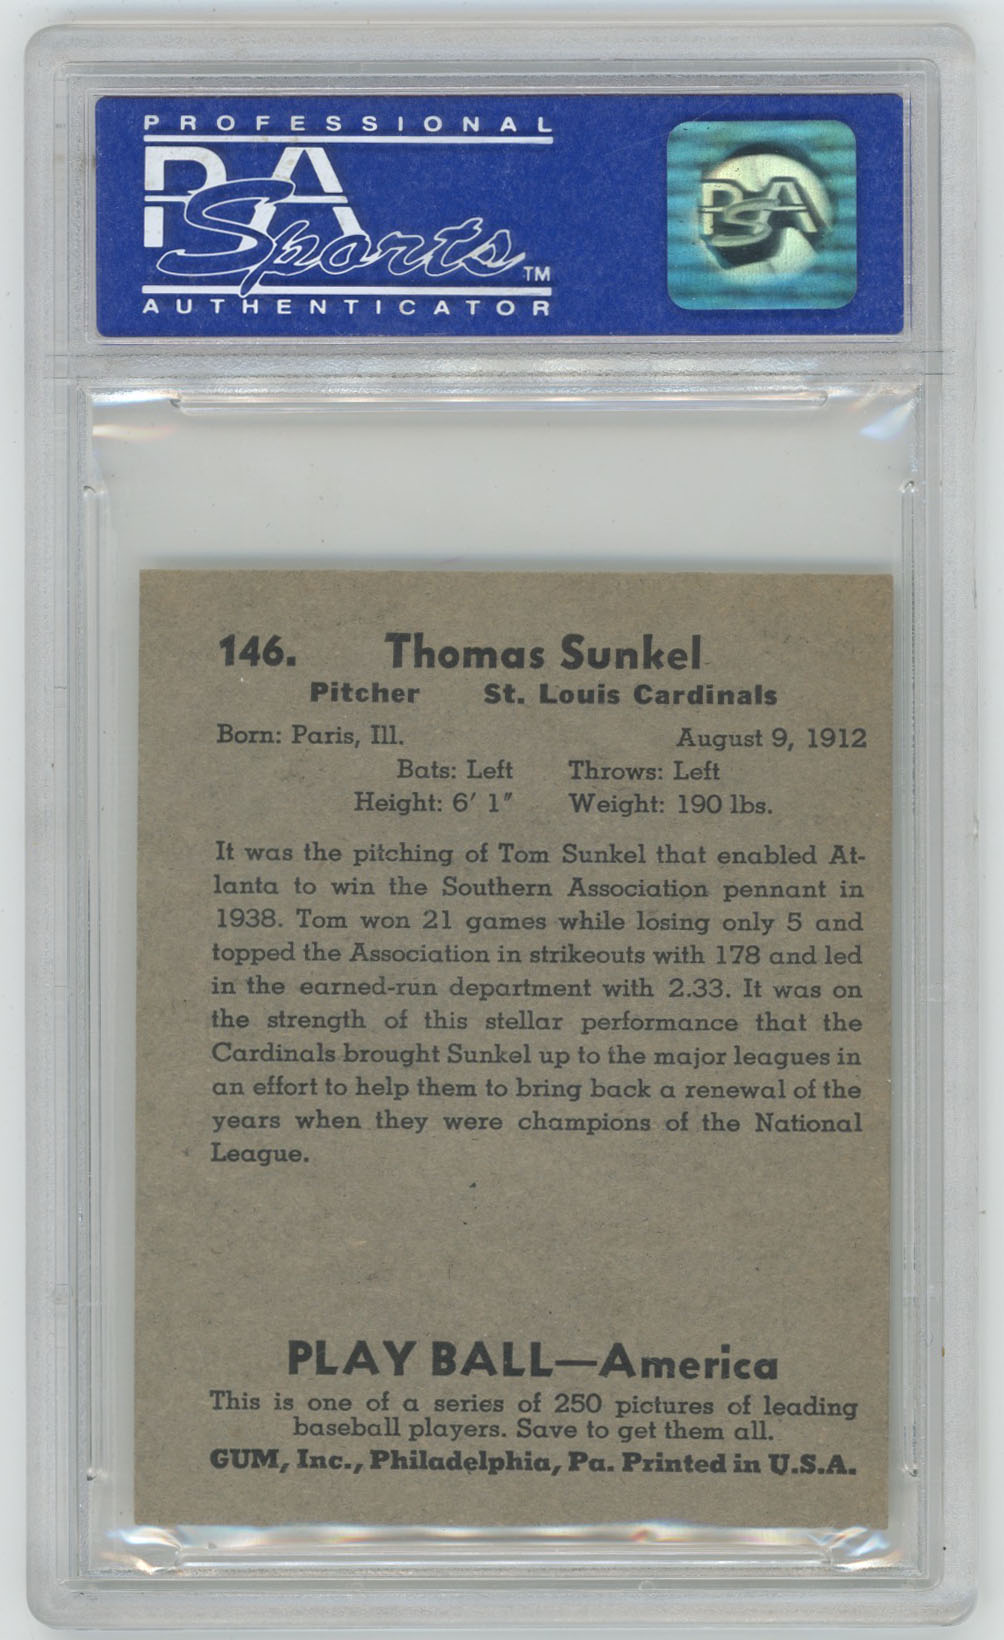 PROFESSIONAL
PSA
Sports™
AUTHENTICATOR
PSA
146. Thomas Sunkel
Pitcher St. Louis Cardinals
Born: Paris, Ill. August 9, 1912
Bats: Left Throws: Left
Height: 6′ 1″ Weight: 190 lbs.
It was the pitching of Tom Sunkel that enabled At-
lanta to win the Southern Association pennant in
1938. Tom won 21 games while losing only 5 and
topped the Association in strikeouts with 178 and led
in the earned-run department with 2.33. It was on
the strength of this stellar performance that the
Cardinals brought Sunkel up to the major leagues in
an effort to help them to bring back a renewal of the
years when they were champions of the National
League.
PLAY BALL—America
This is one of a series of 250 pictures of leading
baseball players. Save to get them all.
GUM, Inc., Philadelphia, Pa. Printed in U.S.A.